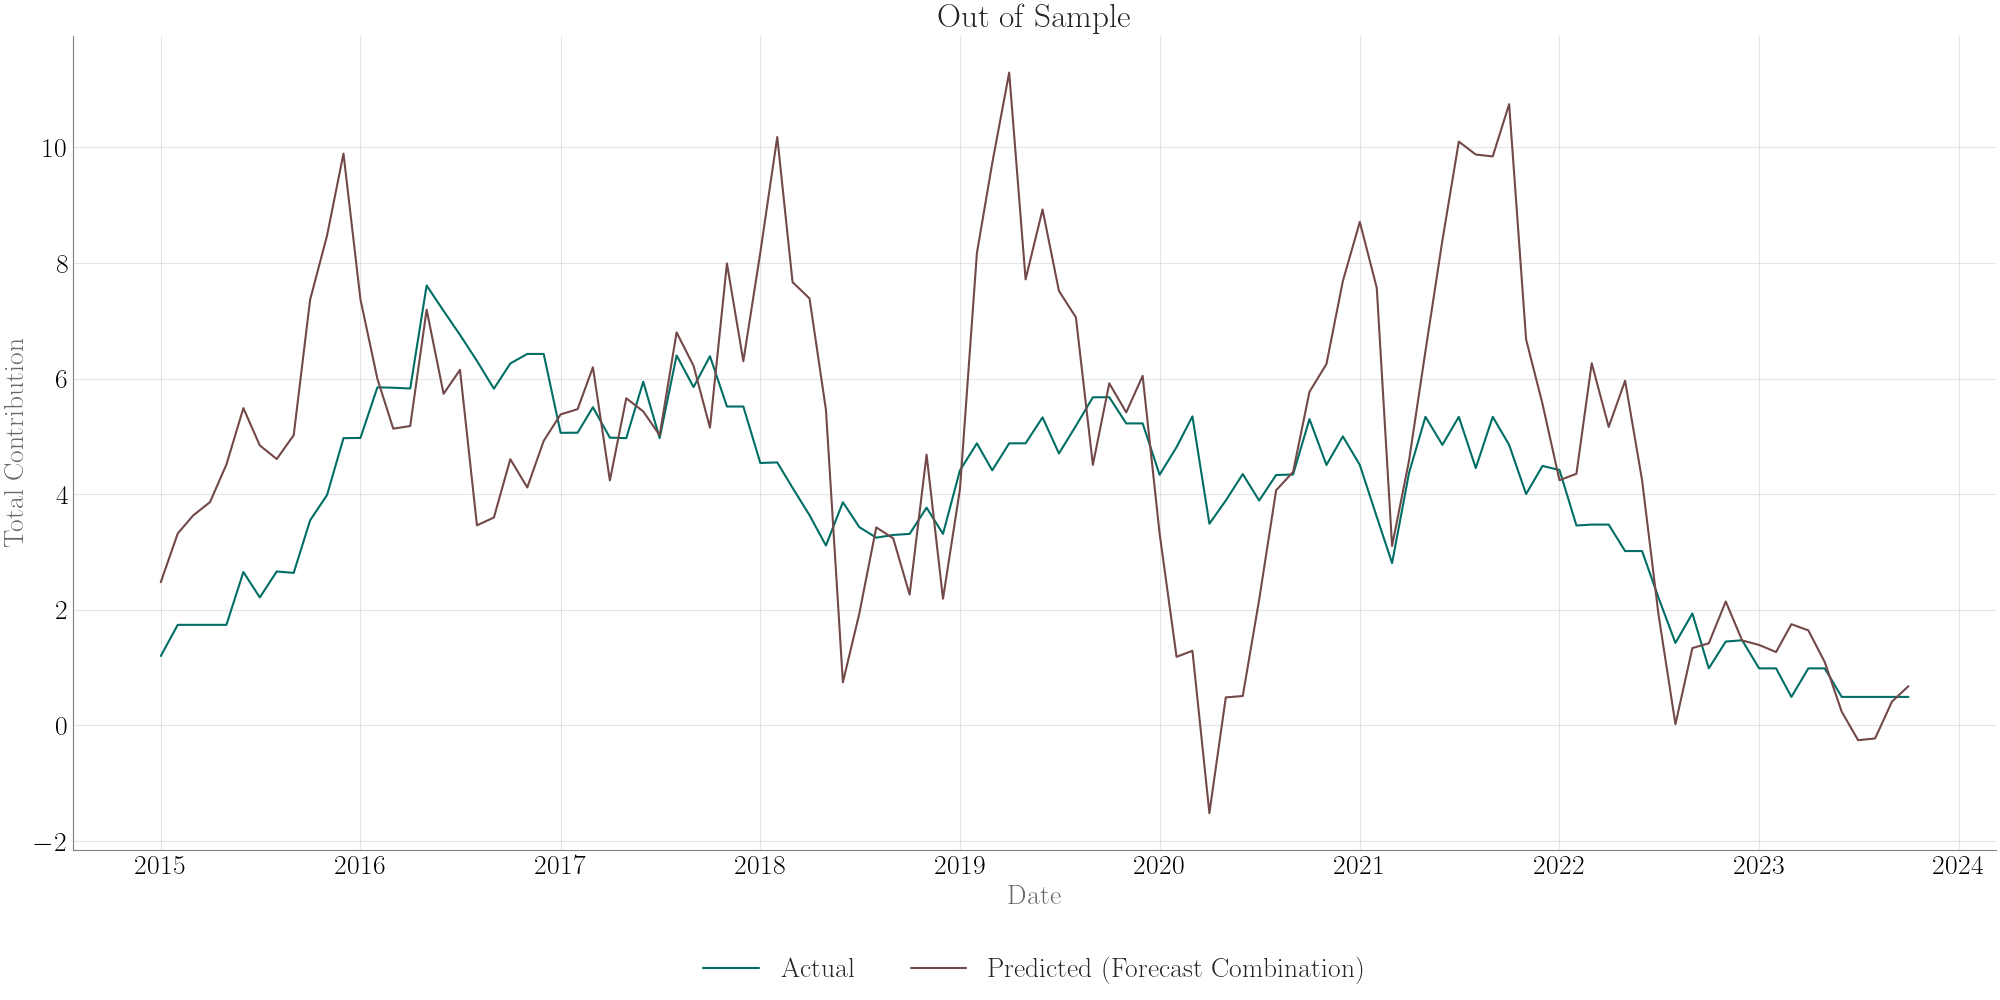 Out of Sample
Total Contribution
10
8
6
4
2
0
−2
2015 2016 2017 2018 2019 2020 2021 2022 2023 2024
Date
Actual Predicted (Forecast Combination)